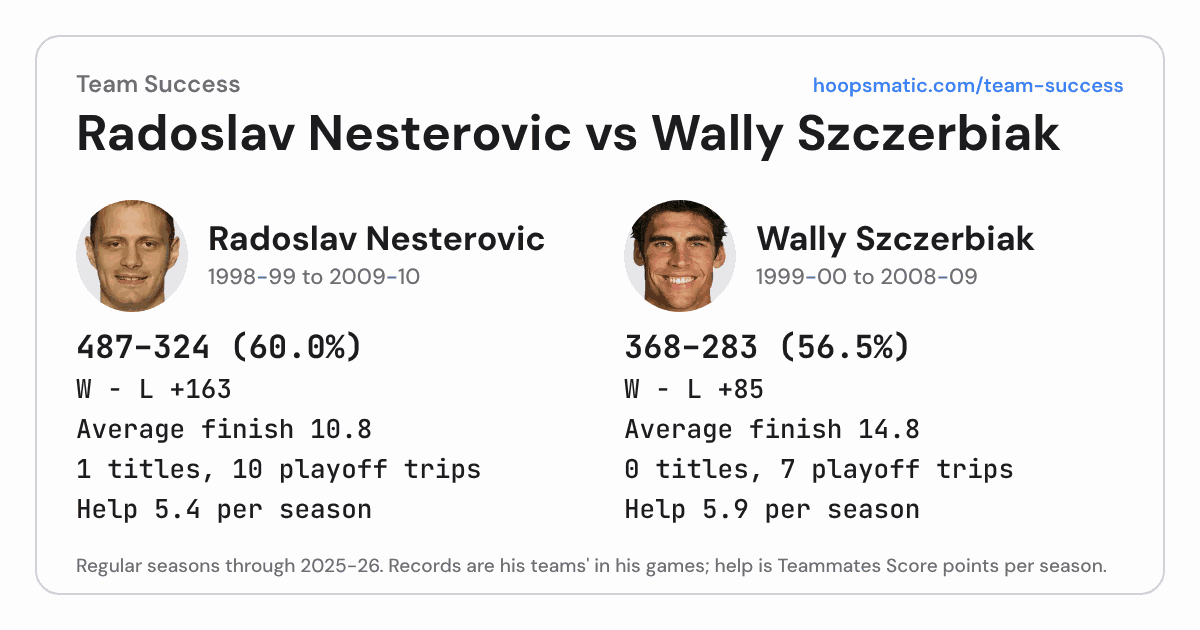 Team Success
hoopsmatic.com/team-success
Radoslav Nesterovic vs Wally Szczerbiak
Radoslav Nesterovic
1998-99 to 2009-10
487-324 (60.0%)
W - L +163
Average finish 10.8
1 titles, 10 playoff trips
Help 5.4 per season
Wally Szczerbiak
1999-00 to 2008-09
368-283 (56.5%)
W - L +85
Average finish 14.8
0 titles, 7 playoff trips
Help 5.9 per season
Regular seasons through 2025-26. Records are his teams' in his games; help is Teammates Score points per season.